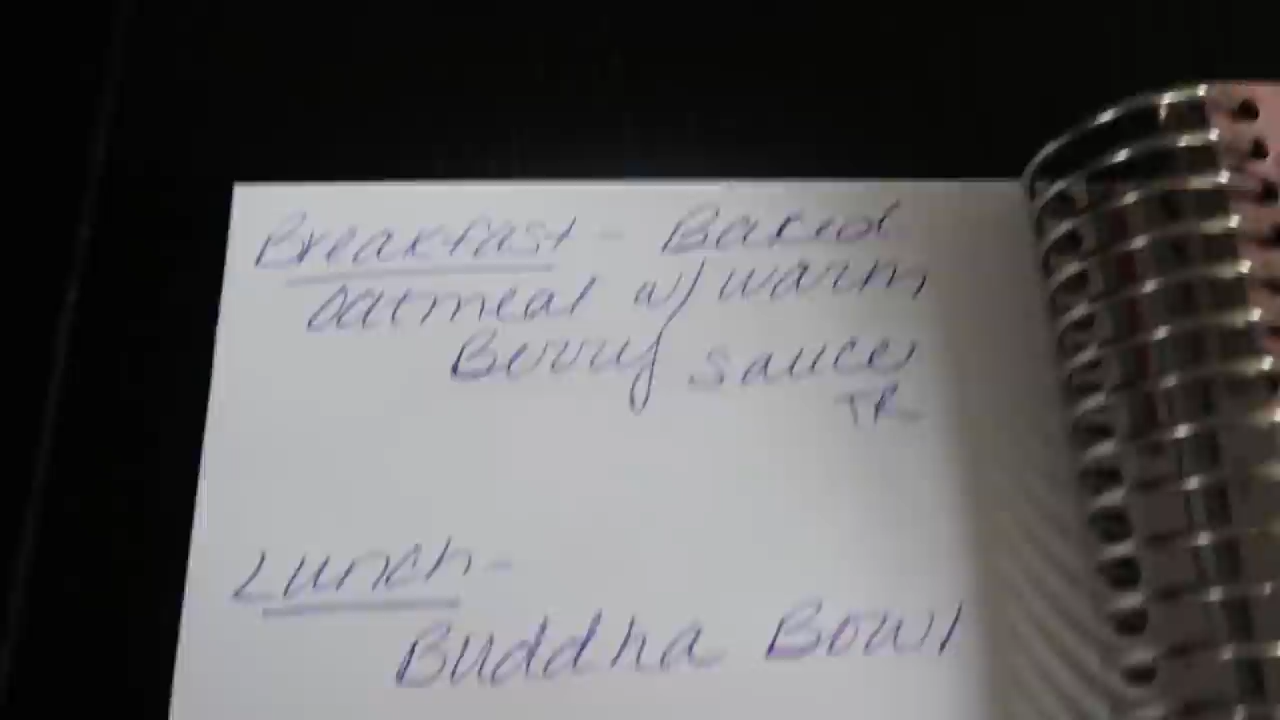 Breakfast - Baked
oatmeal w/ warm
Berry sauce
TR
Lunch -
Buddha Bowl